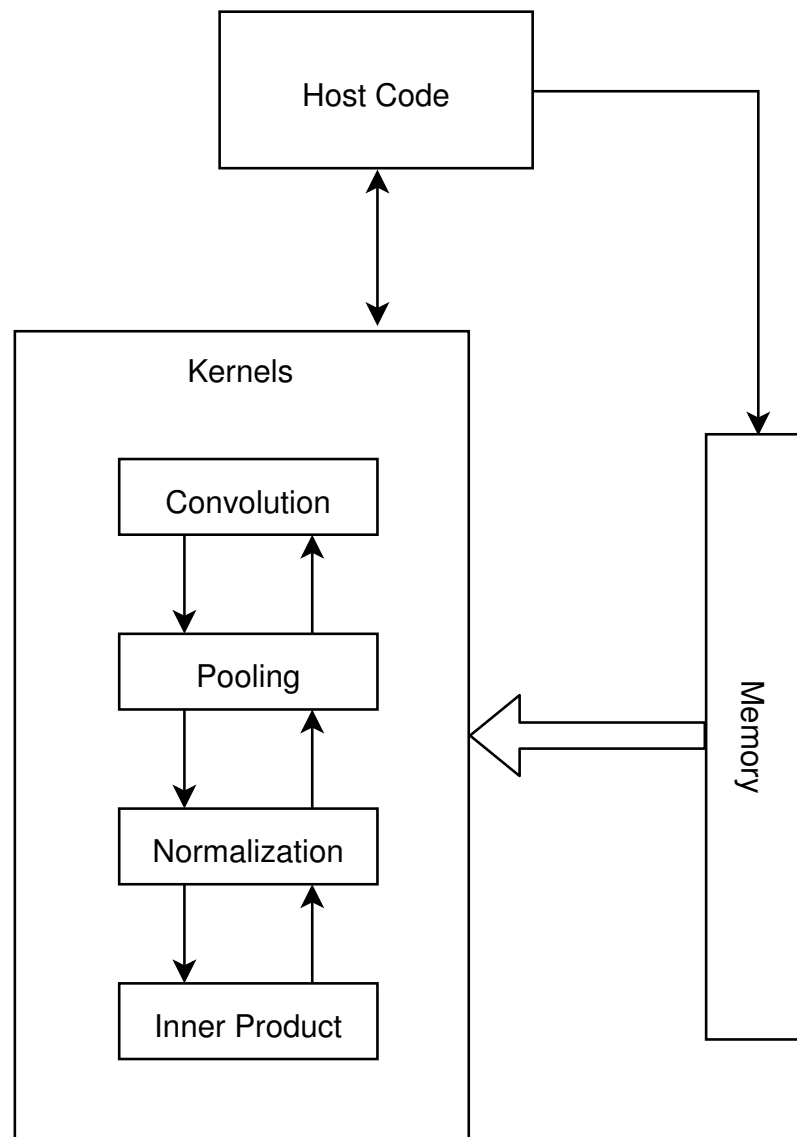 Host Code
Kernels
Convolution
Pooling
Normalization
Inner Product
Memory